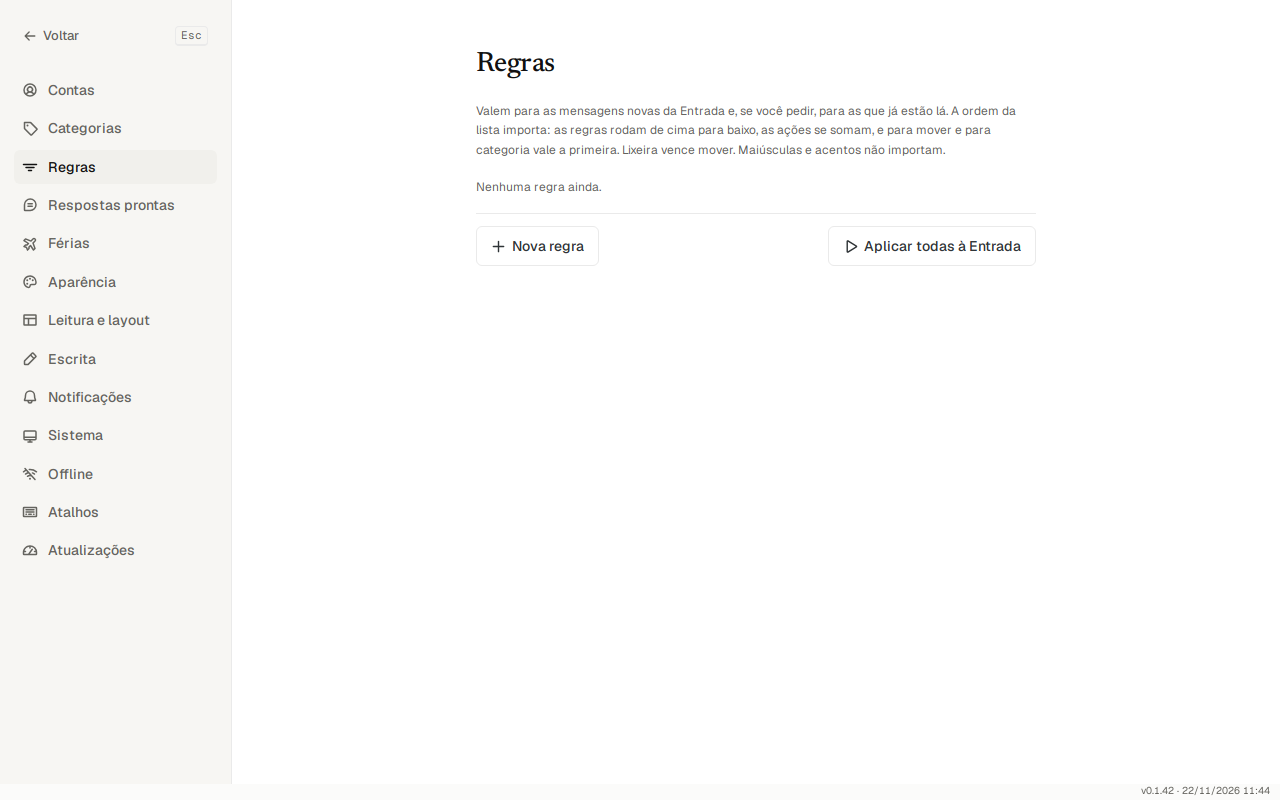 Voltar
Esc
Contas
Categorias
Regras
Respostas prontas
Férias
Aparência
Leitura e layout
Escrita
Notificações
Sistema
Offline
Atalhos
Atualizações
Regras
Valem para as mensagens novas da Entrada e, se você pedir, para as que já estão lá. A ordem da
lista importa: as regras rodam de cima para baixo, as ações se somam, e para mover e para
categoria vale a primeira. Lixeira vence mover. Maiúsculas e acentos não importam.
Nenhuma regra ainda.
Nova regra
Aplicar todas à Entrada
v0.1.42 · 22/11/2026 11:44